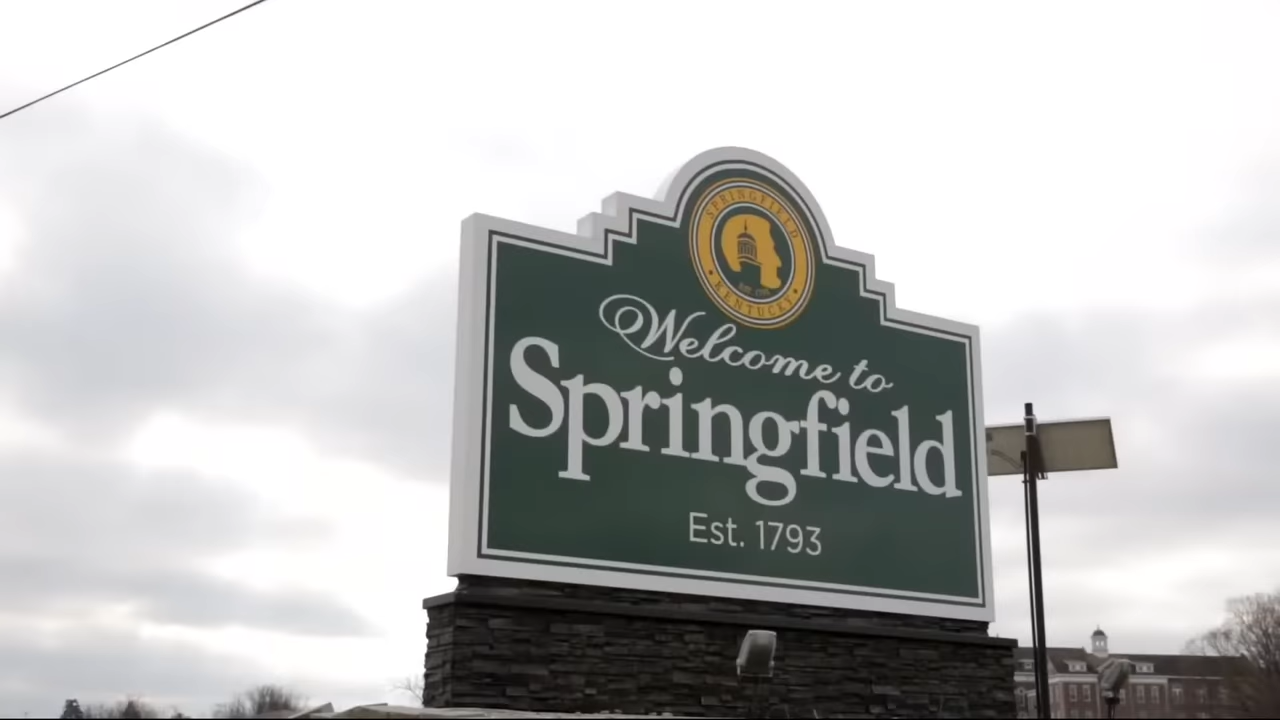 SPRINGFIELD
KENTUCKY
Welcome to
Springfield
Est. 1793